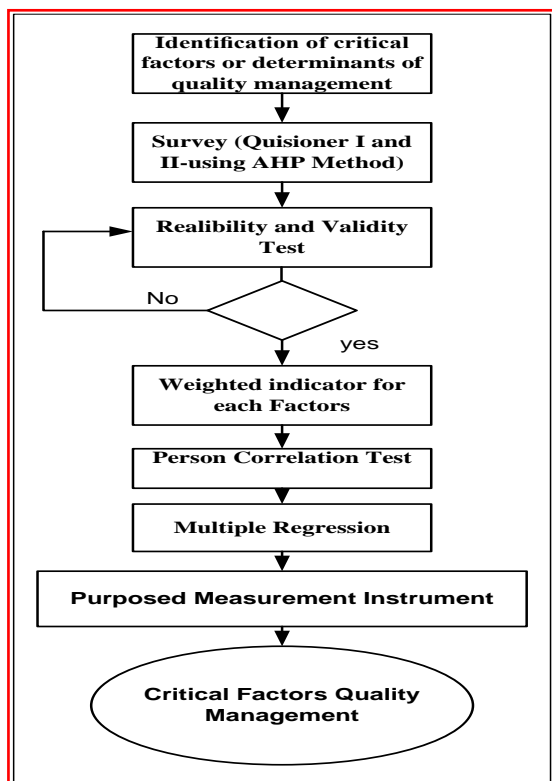 Identification of critical
factors or determinants of
quality management
Survey (Quisioner I and
II-using AHP Method)
Realibility and Validity
Test
No
yes
Weighted indicator for
each Factors
Person Correlation Test
Multiple Regression
Purposed Measurement Instrument
Critical Factors Quality
Management